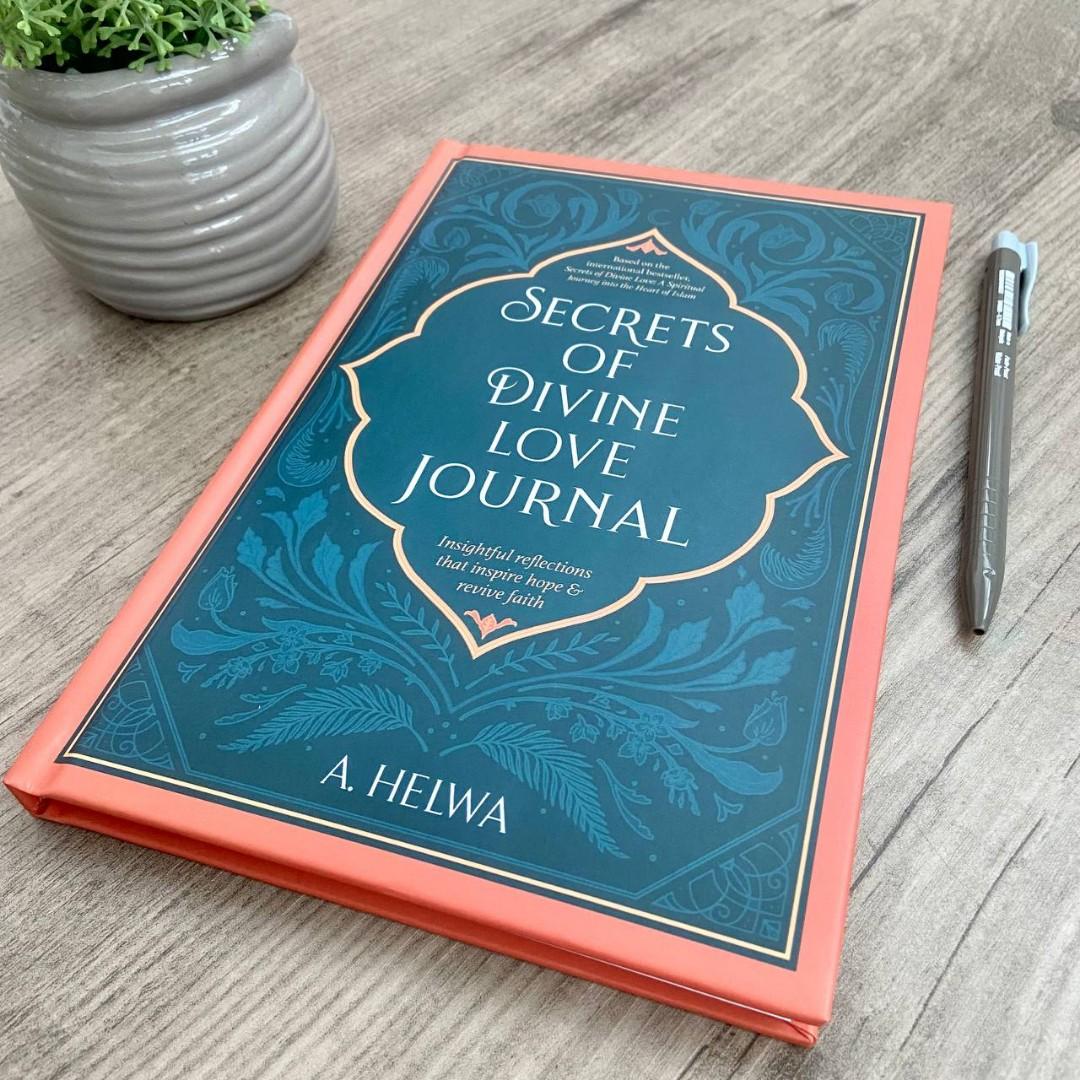 Based on the
international bestseller,
Secrets of Divine Love: A Spiritual
Journey into the Heart of Islam
SECRETS
OF
DIVINE
LOVE
JOURNAL
Insightful reflections
that inspire hope &
revive faith
A. HELWA